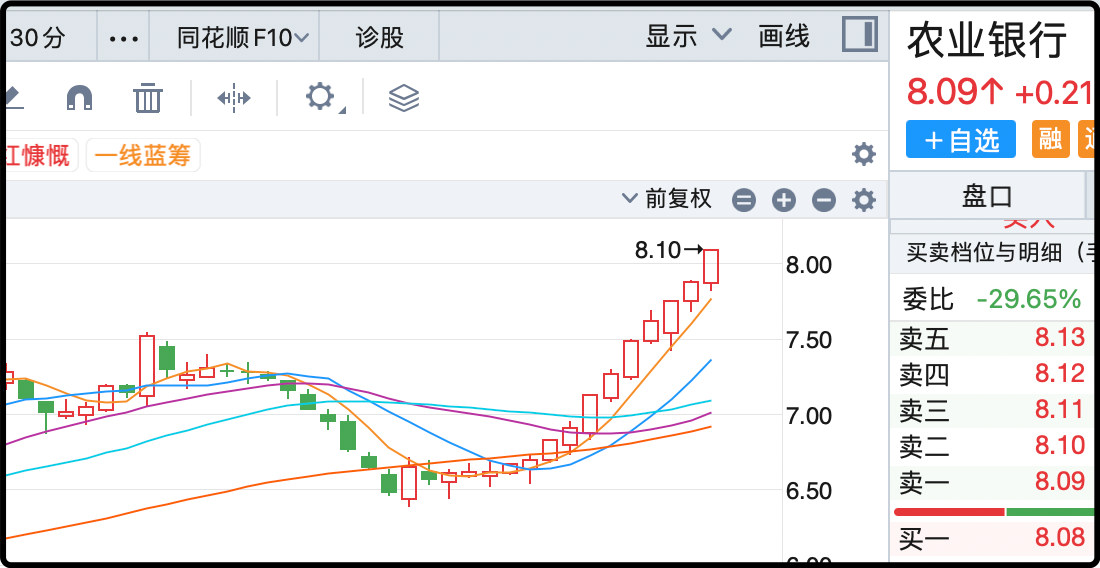 30分 ... 同花顺F10 诊股 显示 画线
慷慨 一线蓝筹
前复权
8.10→
8.00
7.50
7.00
6.50
农业银行
8.09↑ +0.21
+自选 融
盘口
买卖档位与明细
委比 -29.65%
卖五 8.13
卖四 8.12
卖三 8.11
卖二 8.10
卖一 8.09
买一 8.08